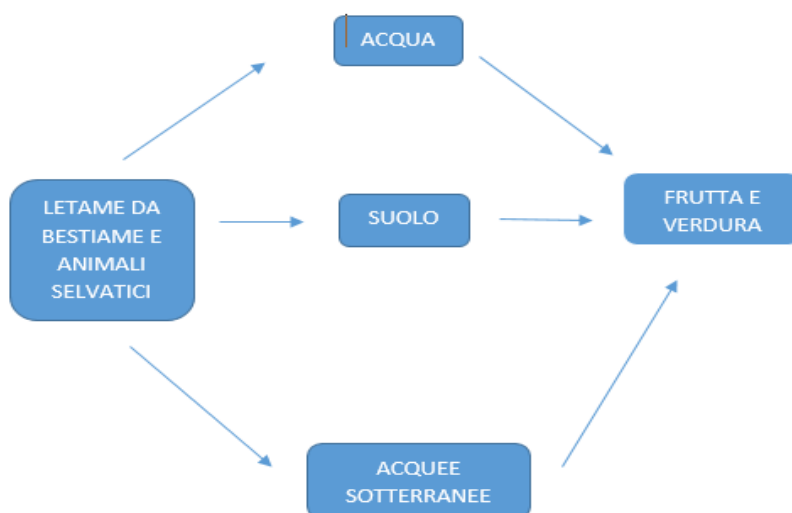 ACQUA
LETAME DA
BESTIAME E
ANIMALI
SELVATICI
SUOLO
FRUTTA E
VERDURA
ACQUEE
SOTTERRANEE